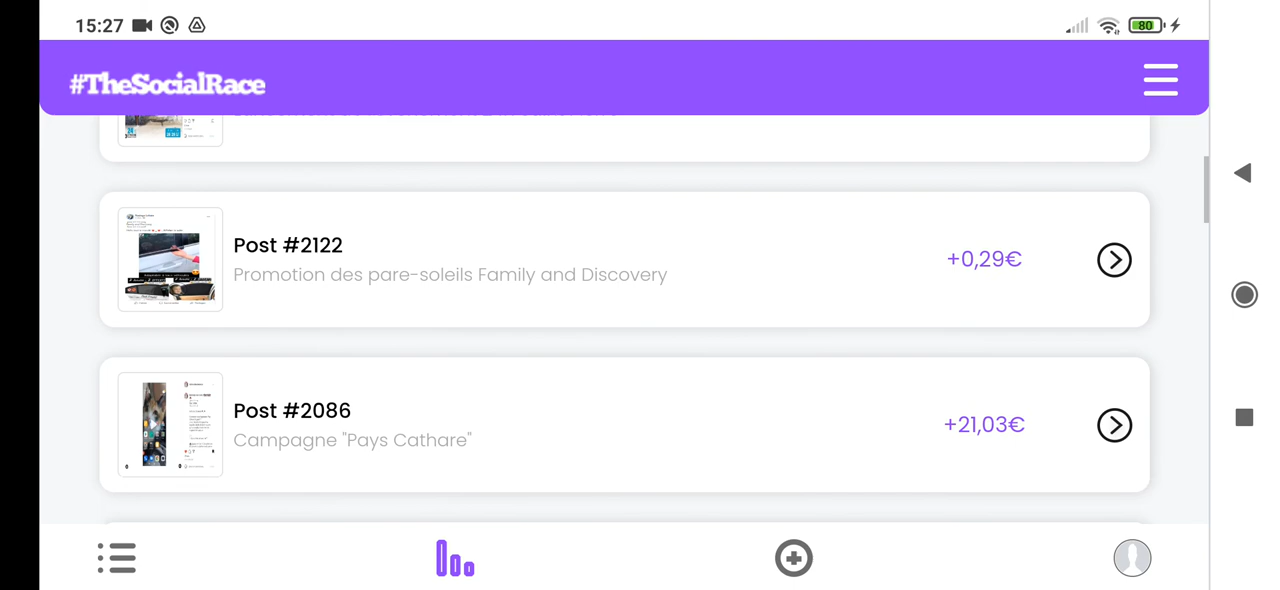 15:27
80
#TheSocialRace
Post #2122
+0,29€
Promotion des pare-soleils Family and Discovery
Post #2086
+21,03€
Campagne "Pays Cathare"